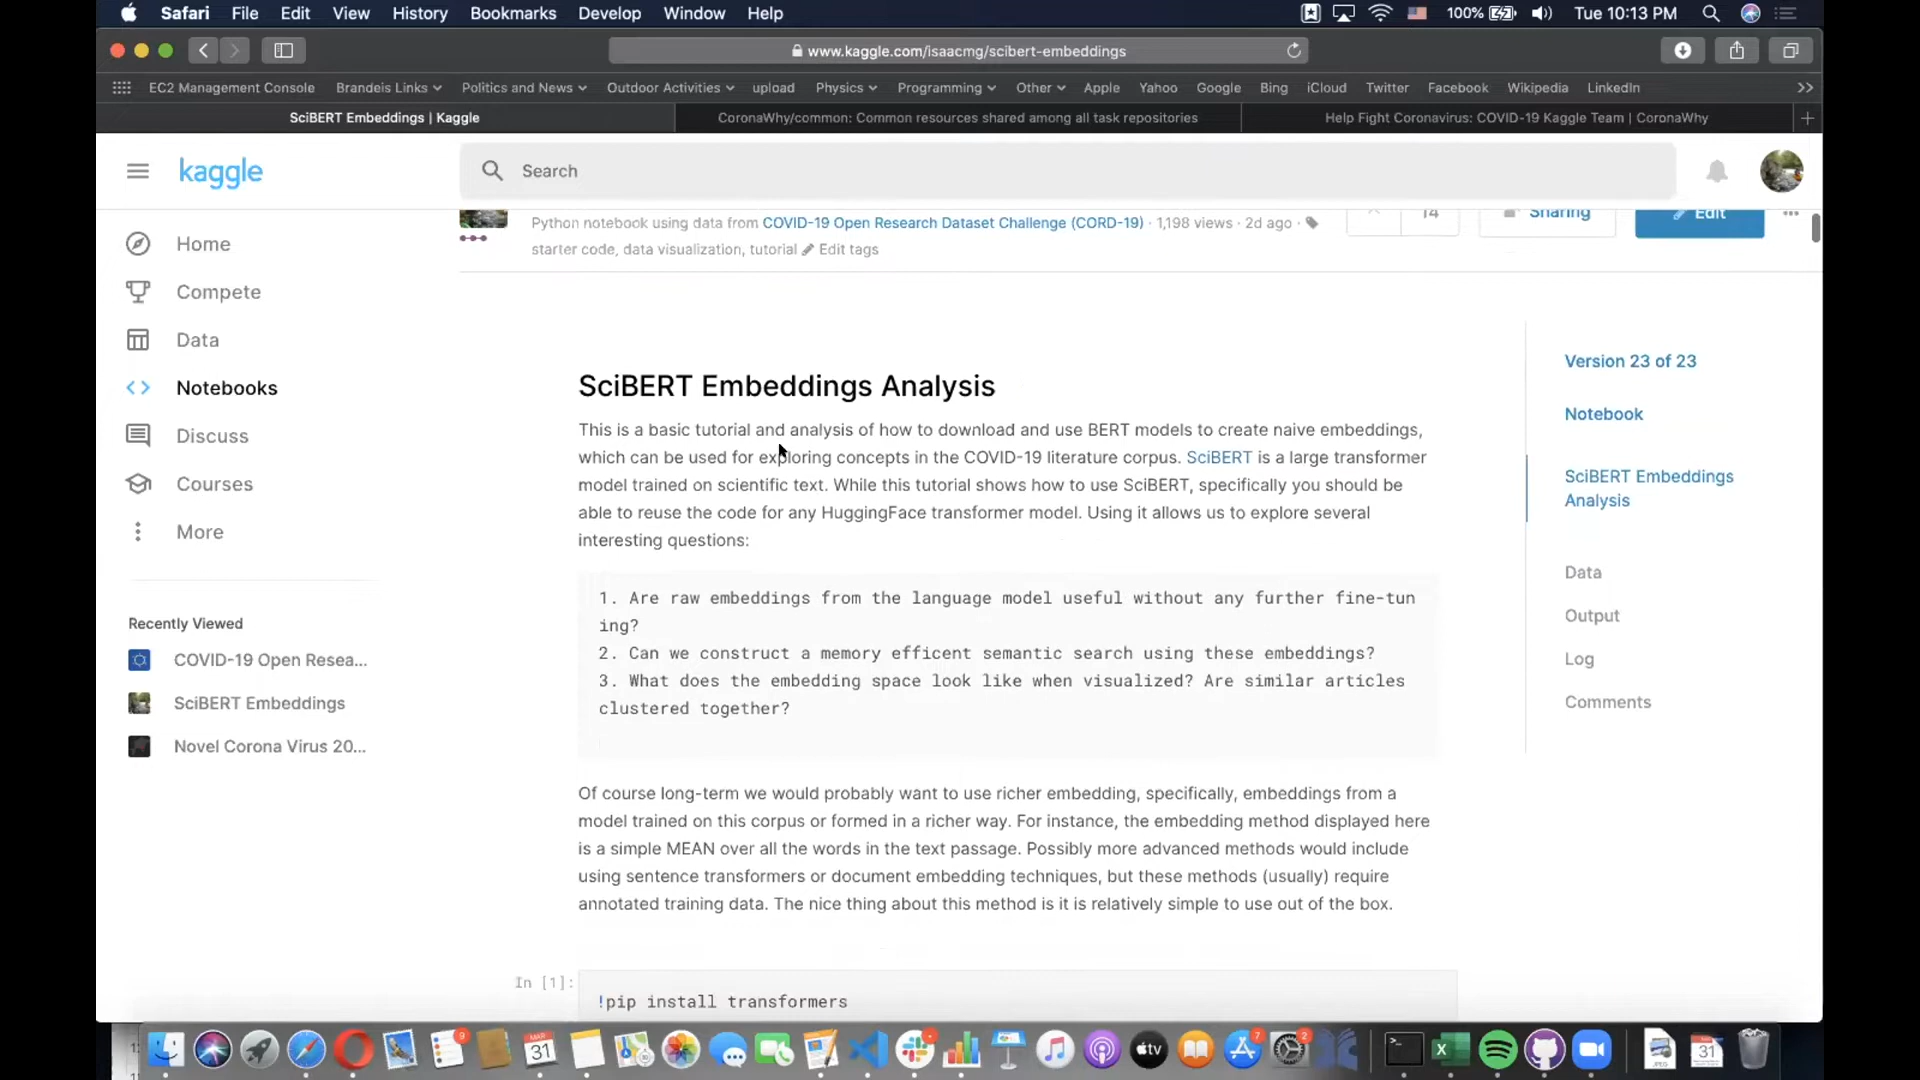 Safari File Edit View History Bookmarks Develop Window Help 100% Tue 10:13 PM
www.kaggle.com/isaacmg/scibert-embeddings
EC2 Management Console Brandeis Links Politics and News Outdoor Activities upload Physics Programming Other Apple Yahoo Google Bing iCloud Twitter Facebook Wikipedia LinkedIn
SciBERT Embeddings | Kaggle CoronaWhy/common: Common resources shared among all task repositories Help Fight Coronavirus: COVID-19 Kaggle Team | CoronaWhy
kaggle
Search
Python notebook using data from COVID-19 Open Research Dataset Challenge (CORD-19) · 1,198 views · 2d ago ·
starter code, data visualization, tutorial Edit tags
14
Sharing
Edit
Home
Compete
Data
Notebooks
Discuss
Courses
More
Recently Viewed
COVID-19 Open Resea...
SciBERT Embeddings
Novel Corona Virus 20...
SciBERT Embeddings Analysis
This is a basic tutorial and analysis of how to download and use BERT models to create naive embeddings,
which can be used for exploring concepts in the COVID-19 literature corpus. SciBERT is a large transformer
model trained on scientific text. While this tutorial shows how to use SciBERT, specifically you should be
able to reuse the code for any HuggingFace transformer model. Using it allows us to explore several
interesting questions:
1. Are raw embeddings from the language model useful without any further fine-tun
ing?
2. Can we construct a memory efficent semantic search using these embeddings?
3. What does the embedding space look like when visualized? Are similar articles
clustered together?
Of course long-term we would probably want to use richer embedding, specifically, embeddings from a
model trained on this corpus or formed in a richer way. For instance, the embedding method displayed here
is a simple MEAN over all the words in the text passage. Possibly more advanced methods would include
using sentence transformers or document embedding techniques, but these methods (usually) require
annotated training data. The nice thing about this method is it is relatively simple to use out of the box.
In [1]:
!pip install transformers
Version 23 of 23
Notebook
SciBERT Embeddings
Analysis
Data
Output
Log
Comments
9
MAR
31
tv
7
2
X
JPEG
31